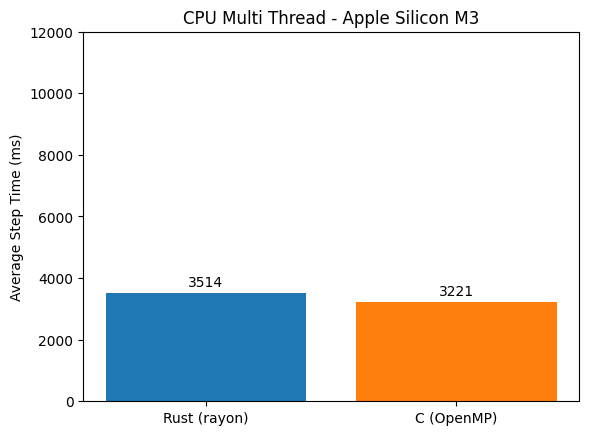 CPU Multi Thread - Apple Silicon M3
12000
10000
8000
6000
4000
2000
0
Average Step Time (ms)
3514
3221
Rust (rayon)
C (OpenMP)